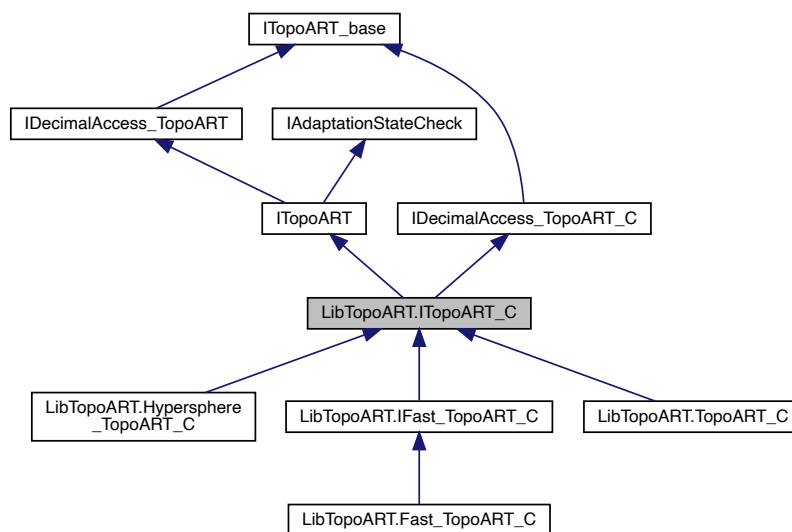 ITopoART_base
IDecimalAccess_TopoART
IAdaptationStateCheck
ITopoART
IDecimalAccess_TopoART_C
LibTopoART.ITopoART_C
LibTopoART.Hypersphere
_TopoART_C
LibTopoART.IFast_TopoART_C
LibTopoART.TopoART_C
LibTopoART.Fast_TopoART_C